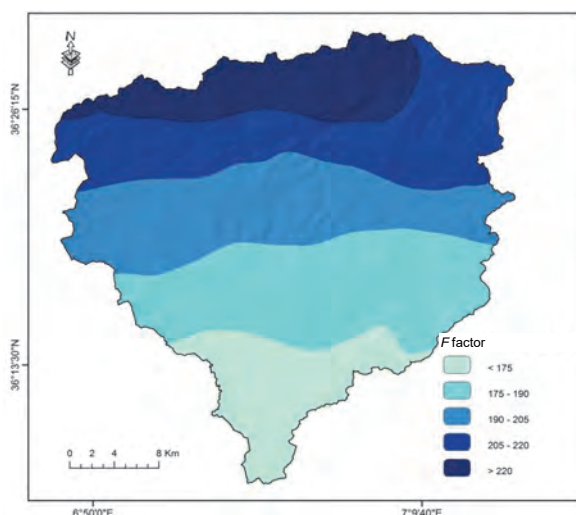 N
36°26'15"N
36°13'30"N
F factor
< 175
175 - 190
190 - 205
205 - 220
> 220
0 2 4 8 Km
6°50'0"E
7°9'40"E